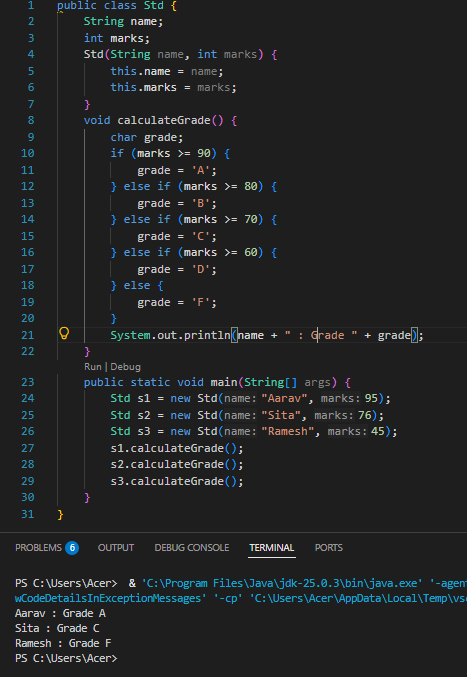 1 public class Std {
2 String name;
3 int marks;
4 Std(String name, int marks) {
5 this.name = name;
6 this.marks = marks;
7 }
8 void calculateGrade() {
9 char grade;
10 if (marks >= 90) {
11 grade = 'A';
12 } else if (marks >= 80) {
13 grade = 'B';
14 } else if (marks >= 70) {
15 grade = 'C';
16 } else if (marks >= 60) {
17 grade = 'D';
18 } else {
19 grade = 'F';
20 }
21 System.out.println(name + " : Grade " + grade);
22 }
Run | Debug
23 public static void main(String[] args) {
24 Std s1 = new Std(name:"Aarav", marks:95);
25 Std s2 = new Std(name:"Sita", marks:76);
26 Std s3 = new Std(name:"Ramesh", marks:45);
27 s1.calculateGrade();
28 s2.calculateGrade();
29 s3.calculateGrade();
30 }
31 }
PROBLEMS 6 OUTPUT DEBUG CONSOLE TERMINAL PORTS
PS C:\Users\Acer> & 'C:\Program Files\Java\jdk-25.0.3\bin\java.exe' '-agent
wCodeDetailsInExceptionMessages' '-cp' 'C:\Users\Acer\AppData\Local\Temp\vsc
Aarav : Grade A
Sita : Grade C
Ramesh : Grade F
PS C:\Users\Acer>